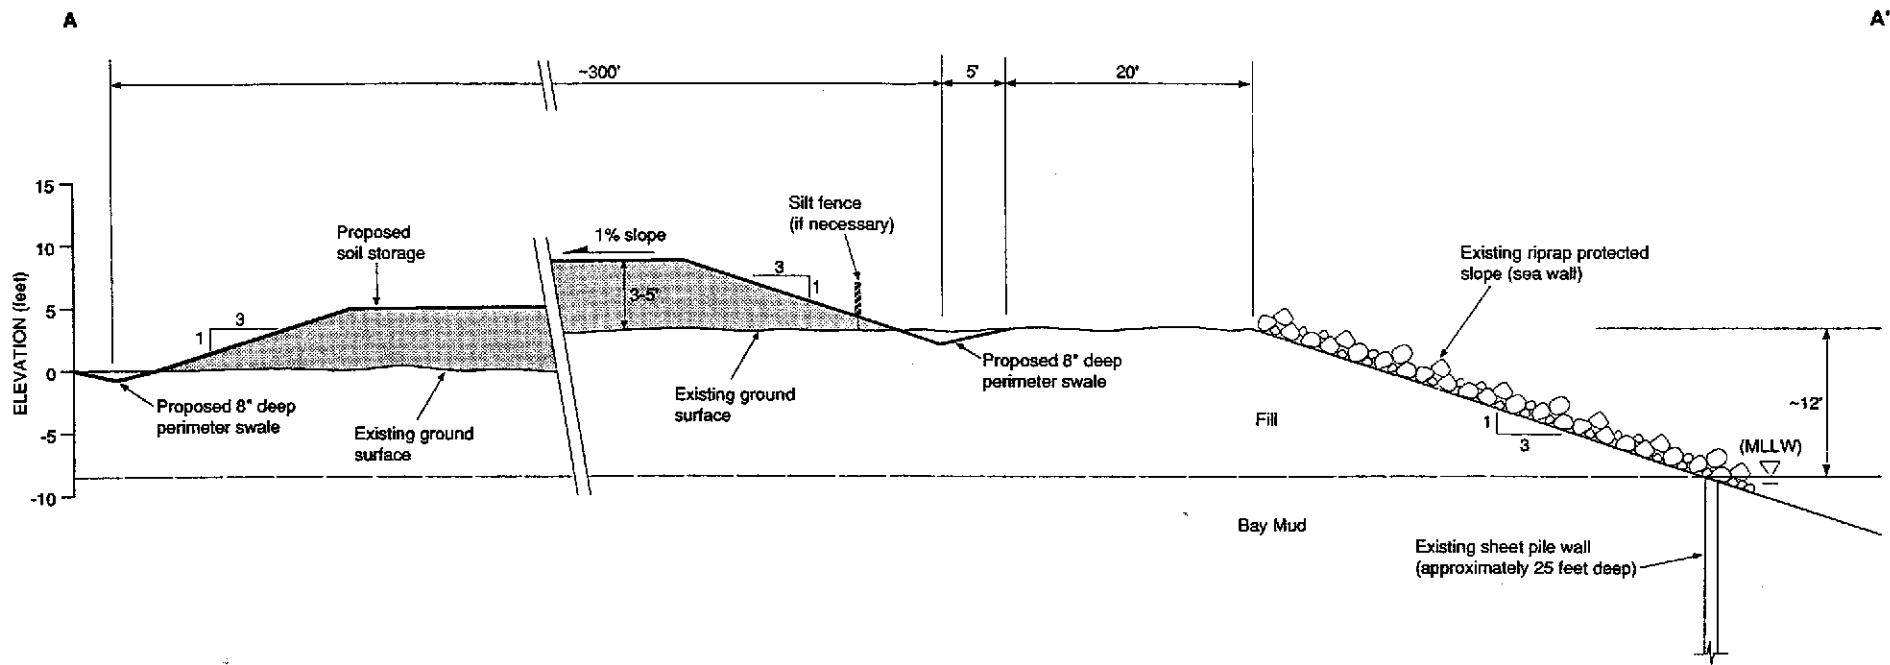 A
A'
~300'
5'
20'
15
10
5
0
-5
-10
ELEVATION (feet)
Proposed
soil storage
1% slope
Silt fence
(if necessary)
3
1
3-5'
3
1
Existing riprap protected
slope (sea wall)
Proposed 8" deep
perimeter swale
Existing ground
surface
Existing ground
surface
Proposed 8" deep
perimeter swale
Fill
1
3
~12'
(MLLW)
Bay Mud
Existing sheet pile wall
(approximately 25 feet deep)